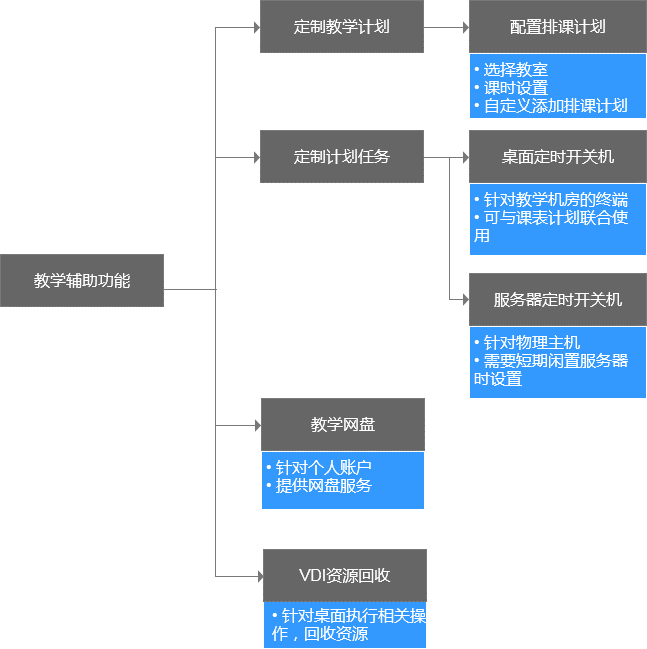 定制教学计划
配置排课计划
• 选择教室
• 课时设置
• 自定义添加排课计划
定制计划任务
桌面定时开关机
• 针对教学机房的终端
• 可与课表计划联合使
用
教学辅助功能
服务器定时开关机
• 针对物理主机
• 需要短期闲置服务器
时设置
教学网盘
• 针对个人账户
• 提供网盘服务
VDI资源回收
• 针对桌面执行相关操
作，回收资源